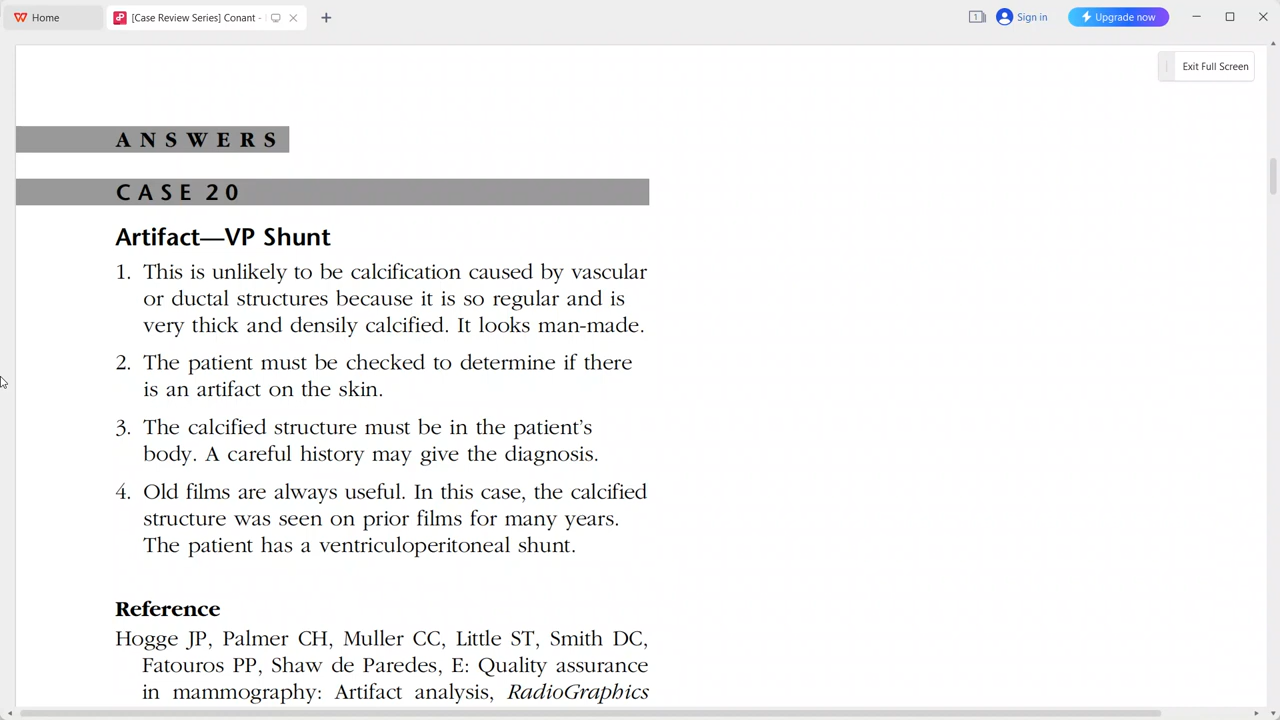 Home
[Case Review Series] Conant -
1
Sign in
Upgrade now
Exit Full Screen
ANSWERS
CASE 20
Artifact—VP Shunt
1. This is unlikely to be calcification caused by vascular
or ductal structures because it is so regular and is
very thick and densily calcified. It looks man-made.
2. The patient must be checked to determine if there
is an artifact on the skin.
3. The calcified structure must be in the patient's
body. A careful history may give the diagnosis.
4. Old films are always useful. In this case, the calcified
structure was seen on prior films for many years.
The patient has a ventriculoperitoneal shunt.
Reference
Hogge JP, Palmer CH, Muller CC, Little ST, Smith DC,
Fatouros PP, Shaw de Paredes, E: Quality assurance
in mammography: Artifact analysis, RadioGraphics